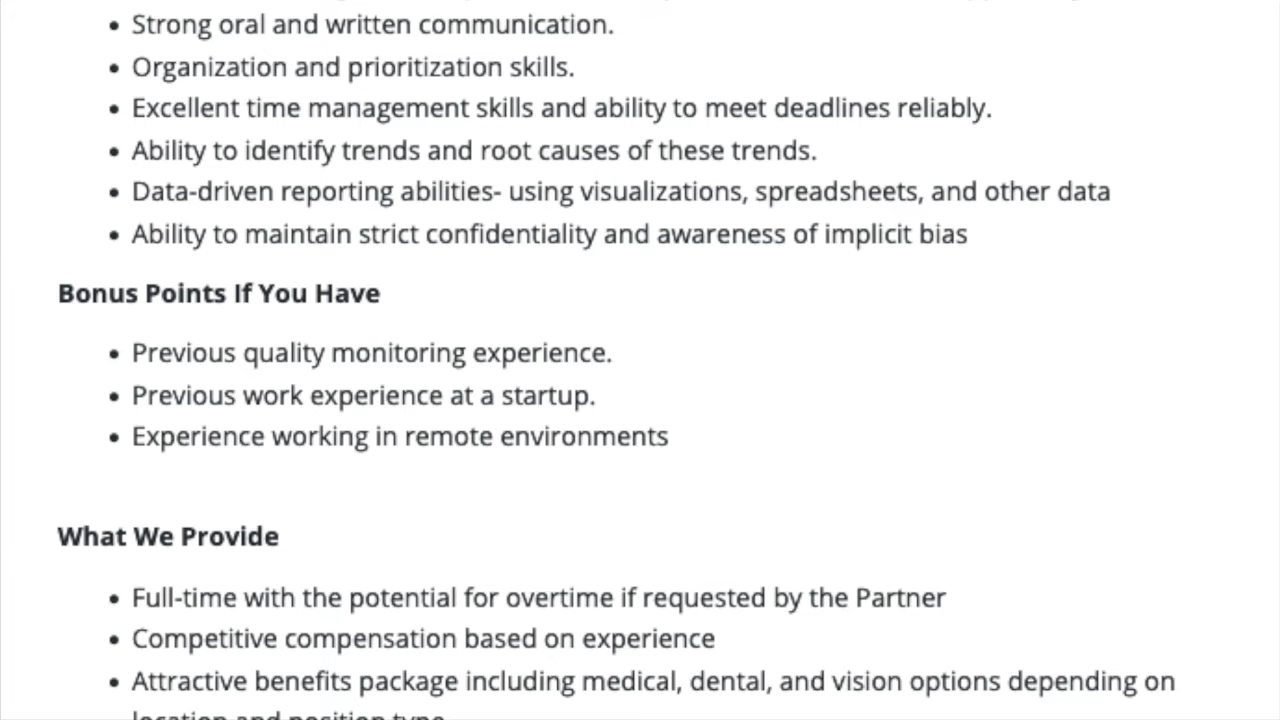 • Strong oral and written communication.
• Organization and prioritization skills.
• Excellent time management skills and ability to meet deadlines reliably.
• Ability to identify trends and root causes of these trends.
• Data-driven reporting abilities- using visualizations, spreadsheets, and other data
• Ability to maintain strict confidentiality and awareness of implicit bias
Bonus Points If You Have
• Previous quality monitoring experience.
• Previous work experience at a startup.
• Experience working in remote environments
What We Provide
• Full-time with the potential for overtime if requested by the Partner
• Competitive compensation based on experience
• Attractive benefits package including medical, dental, and vision options depending on
location and position type